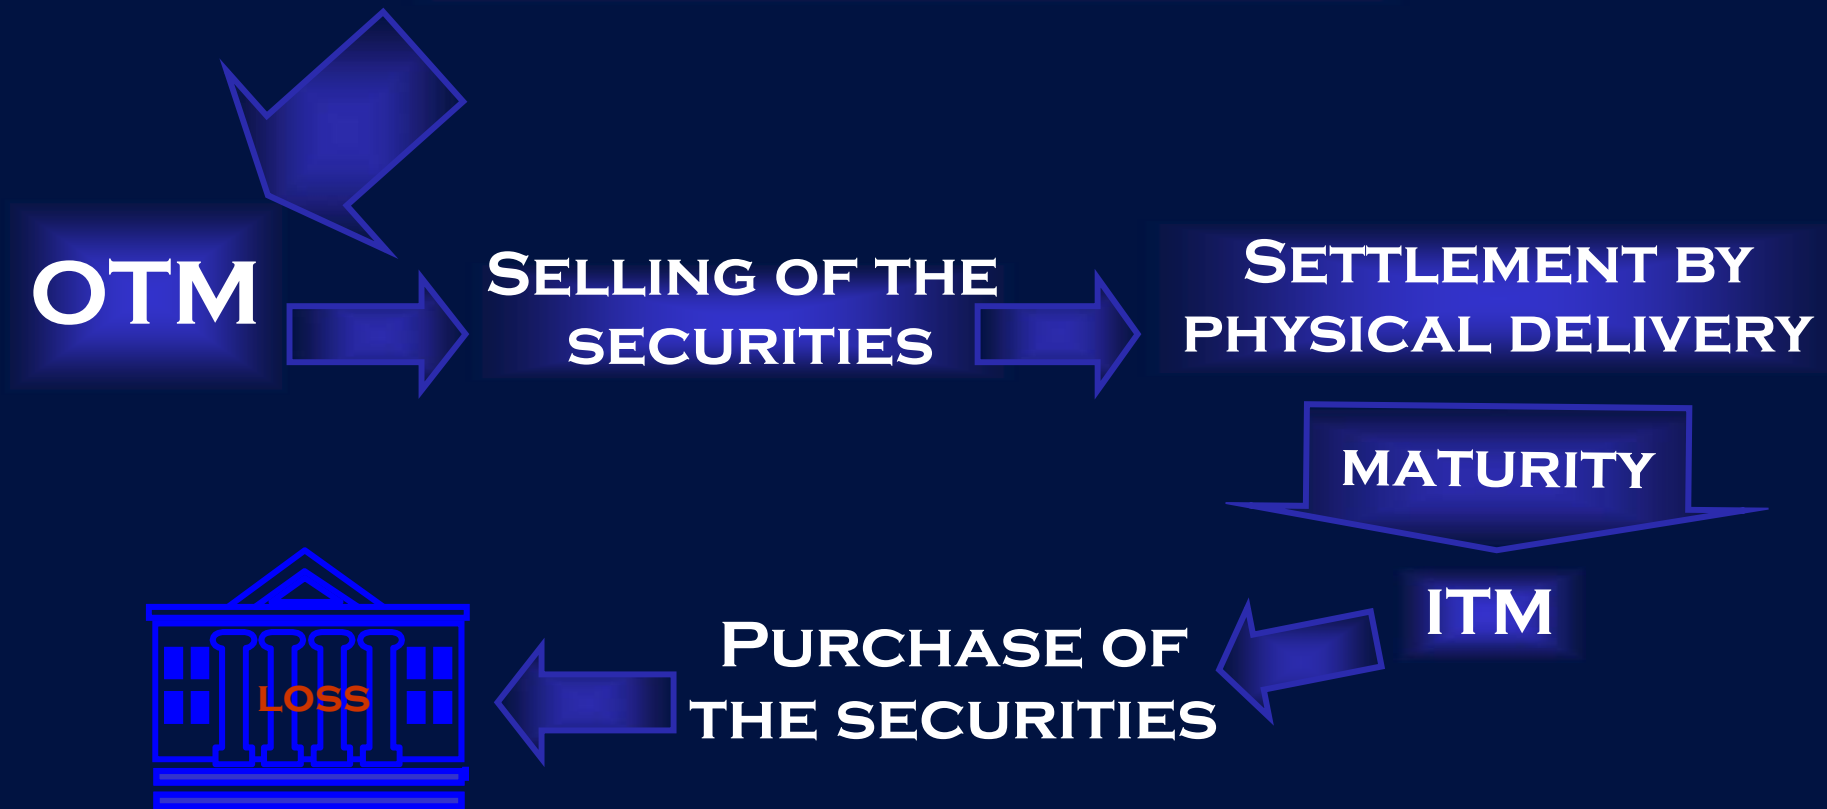 OTM
Selling of the
securities
Settlement by
physical delivery
maturity
ITM
Purchase of
the securities
Loss